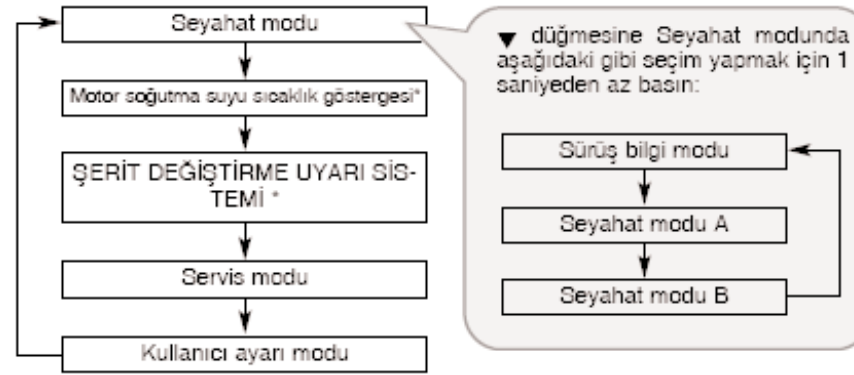 Seyahat modu
Motor soğutma suyu sıcaklık göstergesi*
ŞERİT DEĞİŞTİRME UYARI SİS-
TEMİ *
Servis modu
Kullanıcı ayarı modu
▼ düğmesine Seyahat modunda
aşağıdaki gibi seçim yapmak için 1
saniyeden az basın:
Sürüş bilgi modu
Seyahat modu A
Seyahat modu B